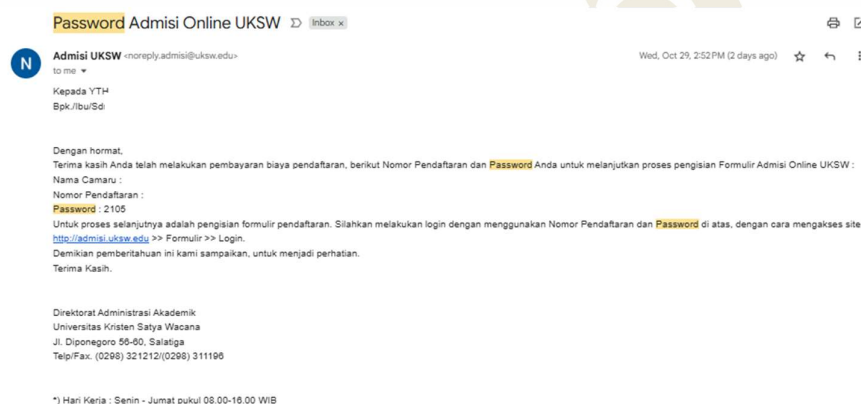 Password Admisi Online UKSW Inbox x
N
Admisi UKSW <noreply.admisi@uksw.edu> Wed, Oct 29, 2:52 PM (2 days ago)
to me
Kepada YTH
Bpk./Ibu/Sdr
Dengan hormat,
Terima kasih Anda telah melakukan pembayaran biaya pendaftaran, berikut Nomor Pendaftaran dan Password Anda untuk melanjutkan proses pengisian Formulir Admisi Online UKSW :
Nama Camaru :
Nomor Pendaftaran :
Password : 2105
Untuk proses selanjutnya adalah pengisian formulir pendaftaran. Silahkan melakukan login dengan menggunakan Nomor Pendaftaran dan Password di atas, dengan cara mengakses site
http://admisi.uksw.edu >> Formulir >> Login.
Demikian pemberitahuan ini kami sampaikan, untuk menjadi perhatian.
Terima Kasih.
Direktorat Administrasi Akademik
Universitas Kristen Satya Wacana
Jl. Diponegoro 56-60, Salatiga
Telp/Fax. (0298) 321212/(0298) 311196
*) Hari Kerja : Senin - Jumat pukul 08.00-16.00 WIB